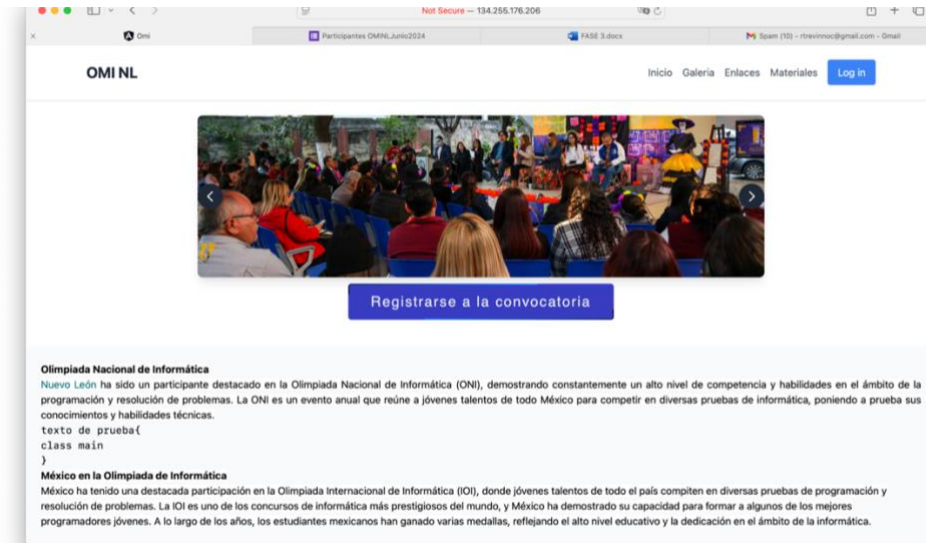 Not Secure — 134.255.176.206
Omi
Participantes OMINLJunio2024
FASE 3.docx
Spam (10) - rtrevinnoc@gmail.com - Gmail
OMI NL
Inicio Galeria Enlaces Materiales Log in
Registrarse a la convocatoria
Olimpiada Nacional de Informática
Nuevo León ha sido un participante destacado en la Olimpiada Nacional de Informática (ONI), demostrando constantemente un alto nivel de competencia y habilidades en el ámbito de la
programación y resolución de problemas. La ONI es un evento anual que reúne a jóvenes talentos de todo México para competir en diversas pruebas de informática, poniendo a prueba sus
conocimientos y habilidades técnicas.
texto de prueba{
class main
}
México en la Olimpiada de Informática
México ha tenido una destacada participación en la Olimpiada Internacional de Informática (IOI), donde jóvenes talentos de todo el país compiten en diversas pruebas de programación y
resolución de problemas. La IOI es uno de los concursos de informática más prestigiosos del mundo, y México ha demostrado su capacidad para formar a algunos de los mejores
programadores jóvenes. A lo largo de los años, los estudiantes mexicanos han ganado varias medallas, reflejando el alto nivel educativo y la dedicación en el ámbito de la informática.